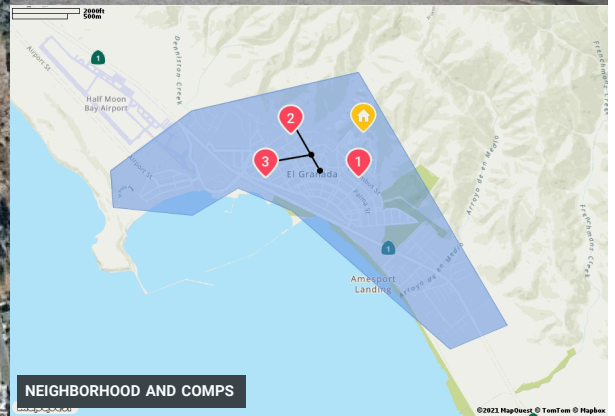 2000ft
500m
1
Airport St
Denniston Creek
Frenchmans Creek
Half Moon
Bay Airport
2
3
1
Airport St
El Granada
Palma St
Arroyo de en Medio
Frenchmans Creek
1
Amesport
Landing
Arroyo de en Medio
NEIGHBORHOOD AND COMPS
©2021 MapQuest © TomTom © Mapbox